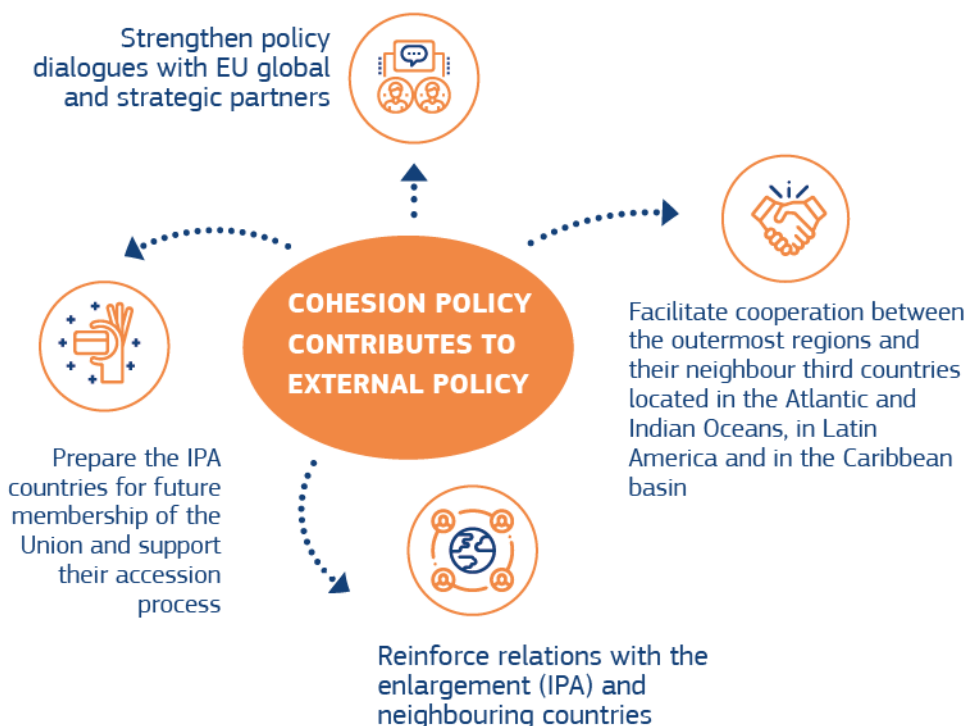 Strengthen policy
dialogues with EU global
and strategic partners
COHESION POLICY
CONTRIBUTES TO
EXTERNAL POLICY
Facilitate cooperation between
the outermost regions and
their neighbour third countries
located in the Atlantic and
Indian Oceans, in Latin
America and in the Caribbean
basin
Prepare the IPA
countries for future
membership of the
Union and support
their accession
process
Reinforce relations with the
enlargement (IPA) and
neighbouring countries